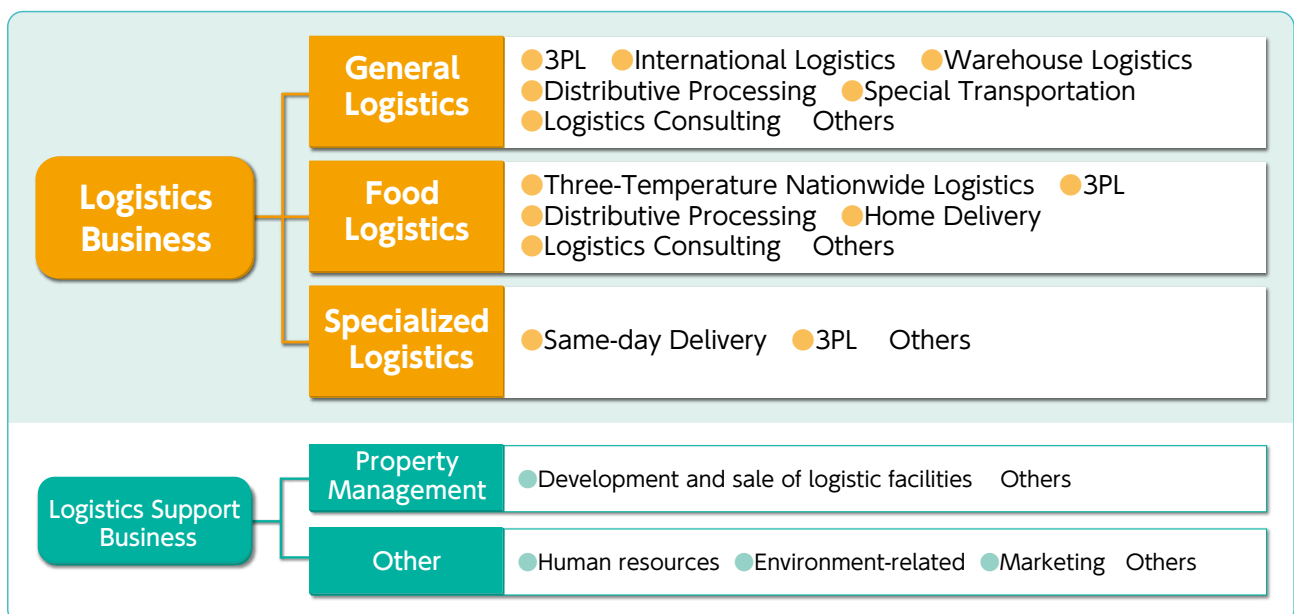 Logistics
Business
General
Logistics
●3PL ●International Logistics ●Warehouse Logistics
●Distributive Processing ●Special Transportation
●Logistics Consulting Others
Food
Logistics
●Three-Temperature Nationwide Logistics ●3PL
●Distributive Processing ●Home Delivery
●Logistics Consulting Others
Specialized
Logistics
●Same-day Delivery ●3PL Others
Logistics Support
Business
Property
Management
●Development and sale of logistic facilities Others
Other
●Human resources ●Environment-related ●Marketing Others